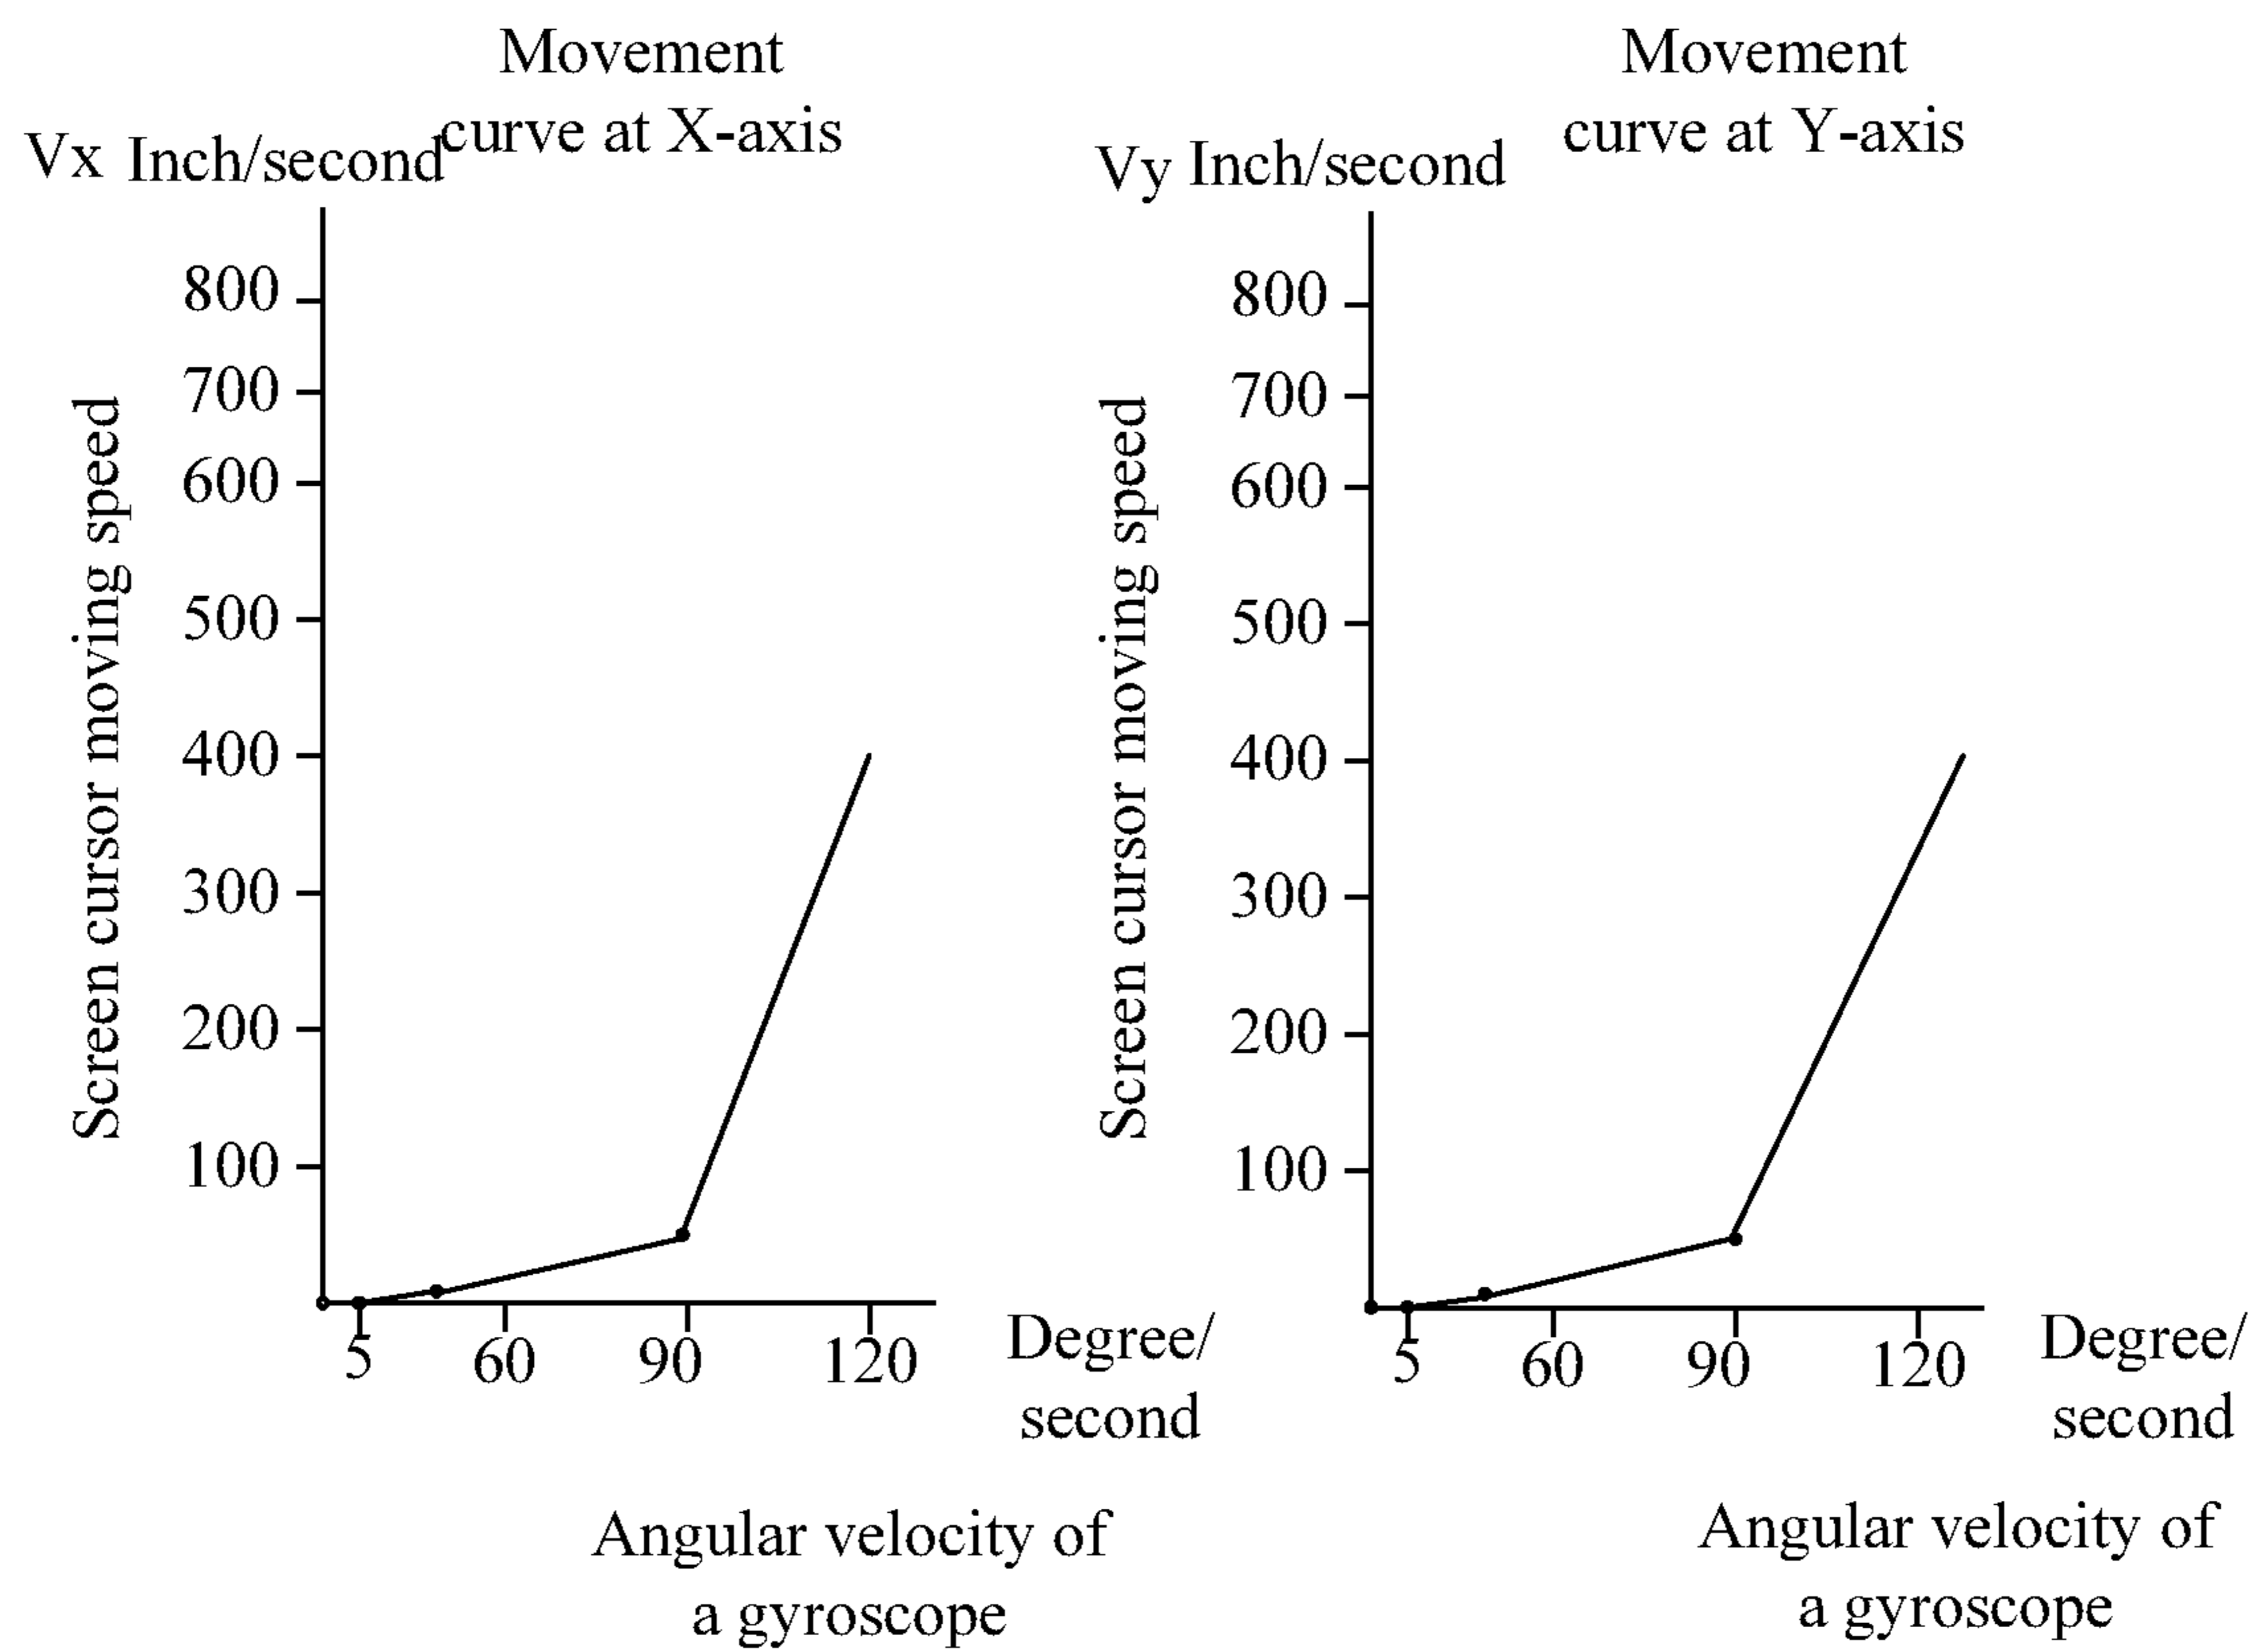 Movement
curve at X-axis
Vx Inch/second
800
700
600
500
400
300
200
100
Screen cursor moving speed
5 60 90 120
Degree/
second
Angular velocity of
a gyroscope
Movement
curve at Y-axis
Vy Inch/second
800
700
600
500
400
300
200
100
Screen cursor moving speed
5 60 90 120
Degree/
second
Angular velocity of
a gyroscope